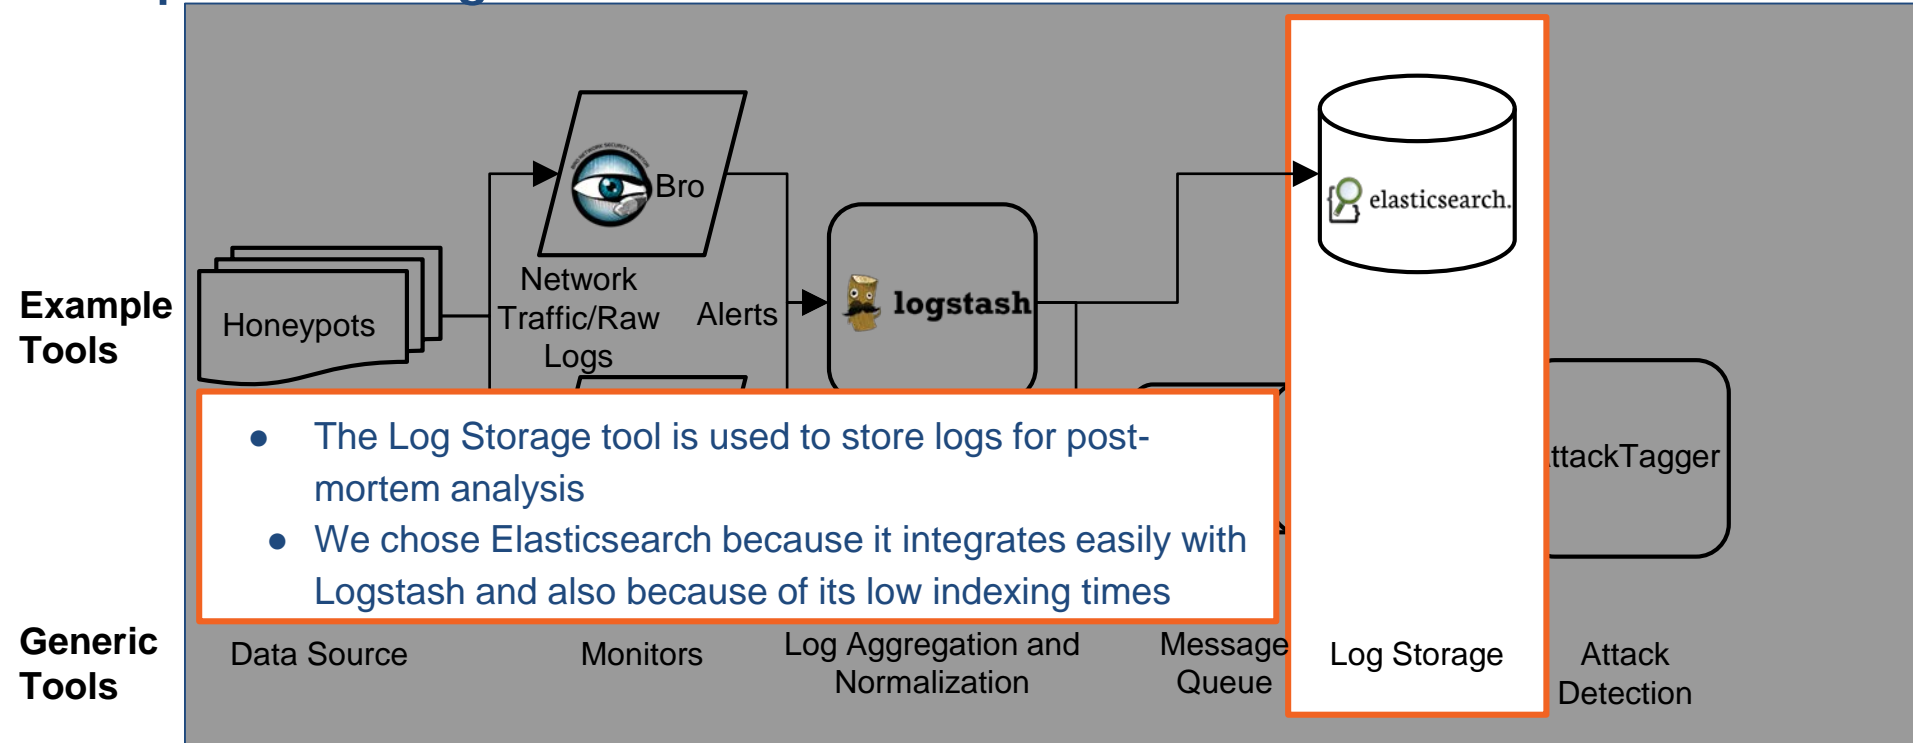 Example
Tools
Honeypots
Bro
Network
Traffic/Raw
Logs
Alerts
logstash
elasticsearch.
ttackTagger
● The Log Storage tool is used to store logs for post-
mortem analysis
● We chose Elasticsearch because it integrates easily with
Logstash and also because of its low indexing times
Generic
Tools
Data Source
Monitors
Log Aggregation and
Normalization
Message
Queue
Log Storage
Attack
Detection